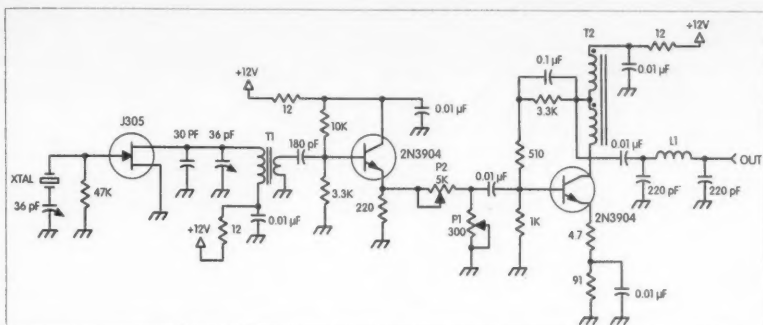 XTAL
36 pF
47K
J305
30 PF
36 pF
T1
+12V
12
0.01 µF
180 pF
+12V
12
10K
3.3K
0.01 µF
2N3904
220
P2
5K
P1
300
0.01 µF
0.1 µF
3.3K
510
1K
T2
12
+12V
0.01 µF
0.01 µF
L1
OUT
220 pF
220 pF
2N3904
4.7
91
0.01 µF